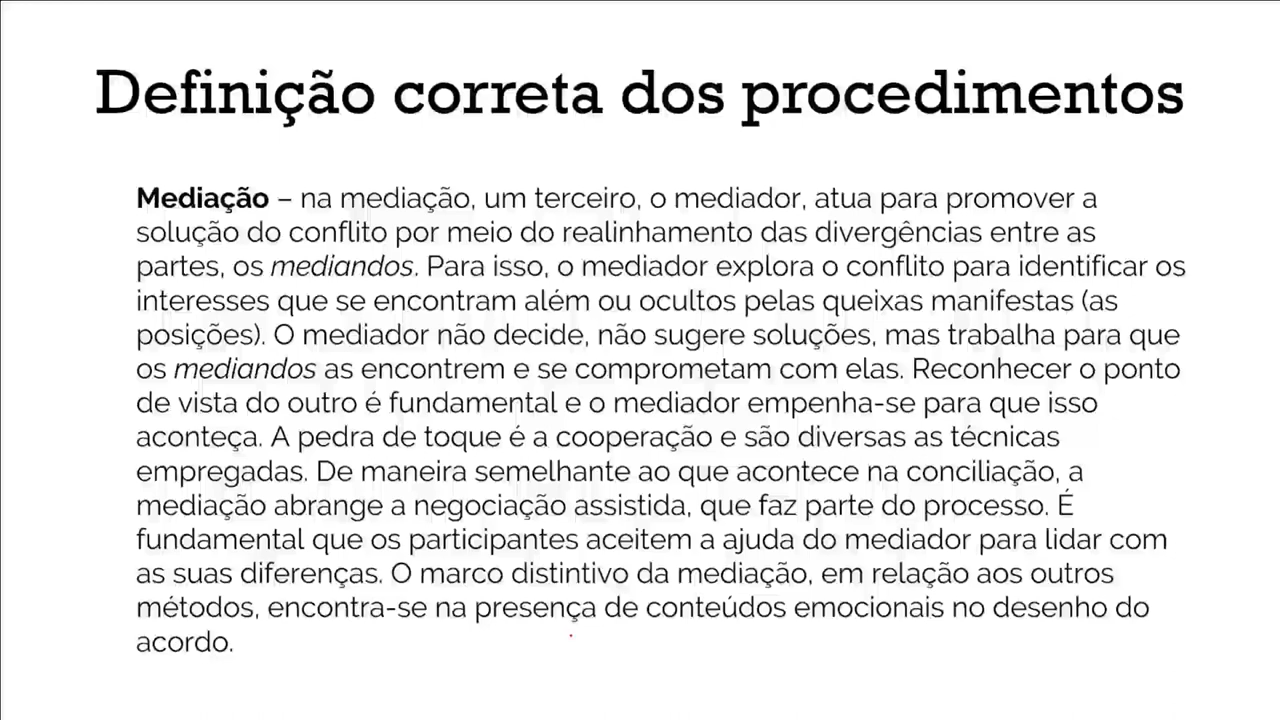 Definição correta dos procedimentos
Mediação – na mediação, um terceiro, o mediador, atua para promover a
solução do conflito por meio do realinhamento das divergências entre as
partes, os mediandos. Para isso, o mediador explora o conflito para identificar os
interesses que se encontram além ou ocultos pelas queixas manifestas (as
posições). O mediador não decide, não sugere soluções, mas trabalha para que
os mediandos as encontrem e se comprometam com elas. Reconhecer o ponto
de vista do outro é fundamental e o mediador empenha-se para que isso
aconteça. A pedra de toque é a cooperação e são diversas as técnicas
empregadas. De maneira semelhante ao que acontece na conciliação, a
mediação abrange a negociação assistida, que faz parte do processo. É
fundamental que os participantes aceitem a ajuda do mediador para lidar com
as suas diferenças. O marco distintivo da mediação, em relação aos outros
métodos, encontra-se na presença de conteúdos emocionais no desenho do
acordo.